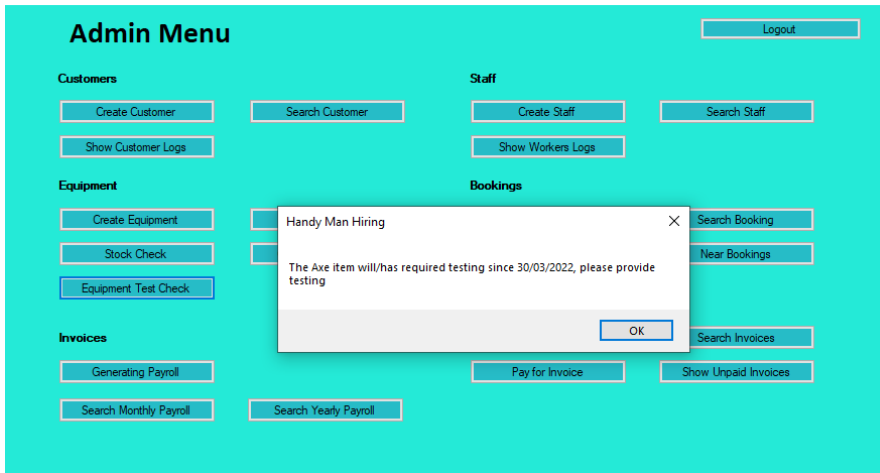 Admin Menu
Logout
Customers
Staff
Create Customer
Search Customer
Create Staff
Search Staff
Show Customer Logs
Show Workers Logs
Equipment
Bookings
Create Equipment
Search Booking
Stock Check
Near Bookings
Equipment Test Check
Handy Man Hiring
The Axe item will/has required testing since 30/03/2022, please provide
testing
OK
Invoices
Search Invoices
Generating Payroll
Pay for Invoice
Show Unpaid Invoices
Search Monthly Payroll
Search Yearly Payroll